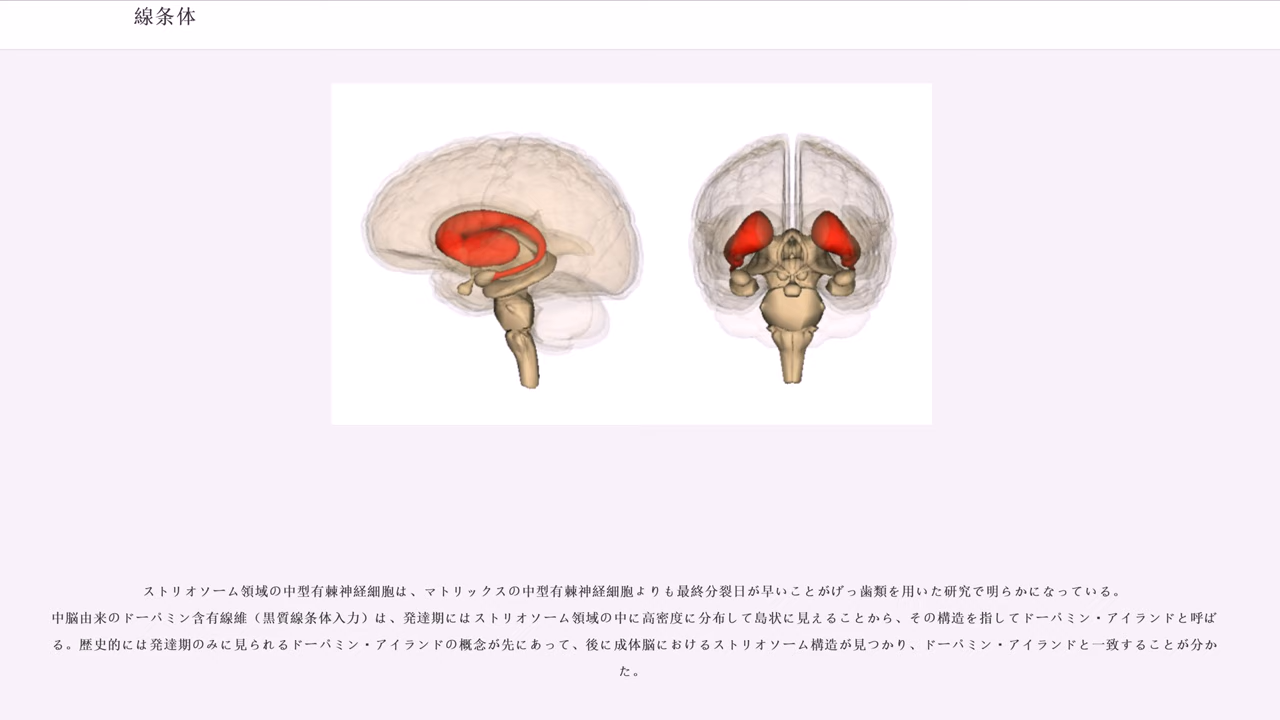 線条体
ストリオソーム領域の中型有棘神経細胞は、マトリックスの中型有棘神経細胞よりも最終分裂日が早いことがげっ歯類を用いた研究で明らかになっている。
中脳由来のドーパミン含有線維（黒質線条体入力）は、発達期にはストリオソーム領域の中に高密度に分布して島状に見えることから、その構造を指してドーパミン・アイランドと呼ば
る。歴史的には発達期のみに見られるドーパミン・アイランドの概念が先にあって、後に成体脳におけるストリオソーム構造が見つかり、ドーパミン・アイランドと一致することが分か
た。